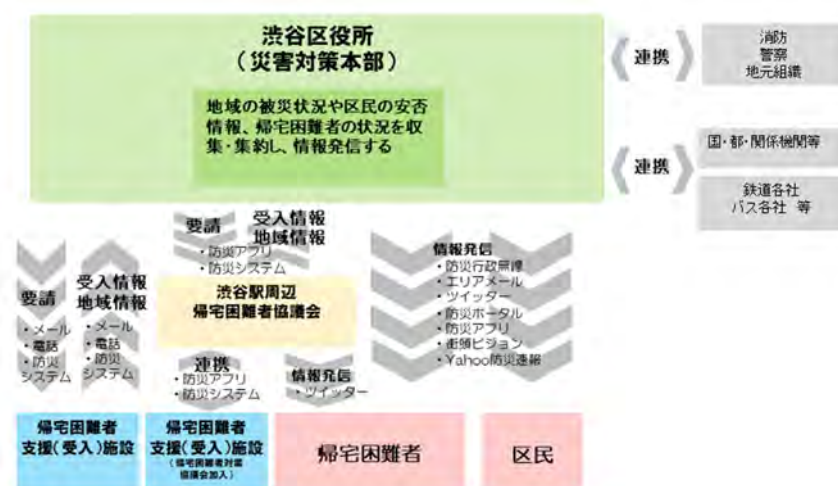 渋谷区役所
（災害対策本部）
地域の被災状況や区民の安否
情報、帰宅困難者の状況を収
集・集約し、情報発信する
連携
消防
警察
地元組織
連携
国・都・関係機関等
鉄道各社
バス各社 等
要請
・メール
・電話
・防災
システム
受入情報
地域情報
・メール
・電話
・防災
システム
要請
受入情報
地域情報
・防災アプリ
・防災システム
渋谷駅周辺
帰宅困難者協議会
連携
・防災アプリ
・防災システム
情報発信
・ツイッター
情報発信
・防災行政無線
・エリアメール
・ツイッター
・防災ポータル
・防災アプリ
・街頭ビジョン
・Yahoo防災速報
帰宅困難者
支援（受入）施設
帰宅困難者
支援（受入）施設
（帰宅困難者対策
協議会加入）
帰宅困難者
区民